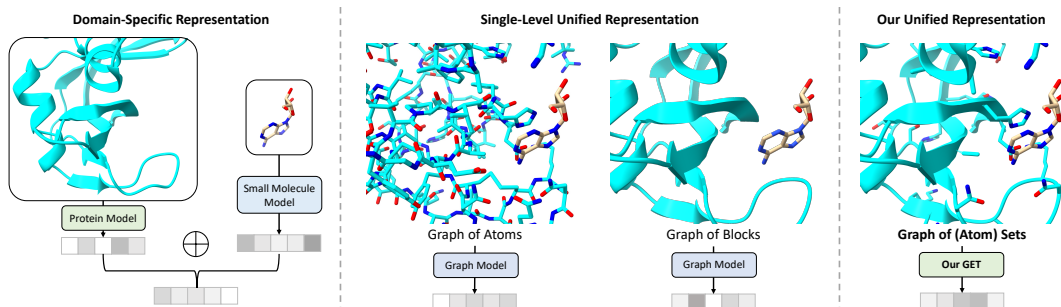 Domain-Specific Representation
Protein Model
Small Molecule
Model
Single-Level Unified Representation
Graph of Atoms
Graph Model
Graph of Blocks
Graph Model
Our Unified Representation
Graph of (Atom) Sets
Our GET